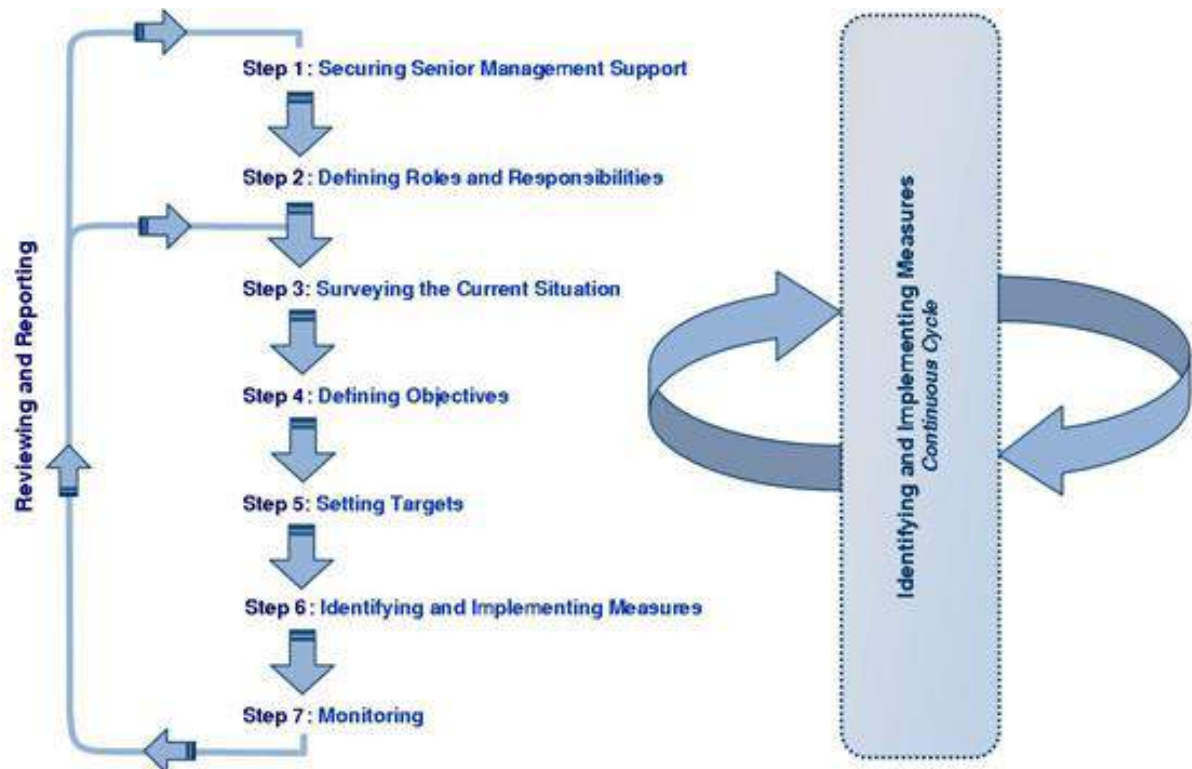 Step 1: Securing Senior Management Support
Step 2: Defining Roles and Responsibilities
Step 3: Surveying the Current Situation
Step 4: Defining Objectives
Step 5: Setting Targets
Step 6: Identifying and Implementing Measures
Step 7: Monitoring
Reviewing and Reporting
Identifying and Implementing Measures
Continuous Cycle